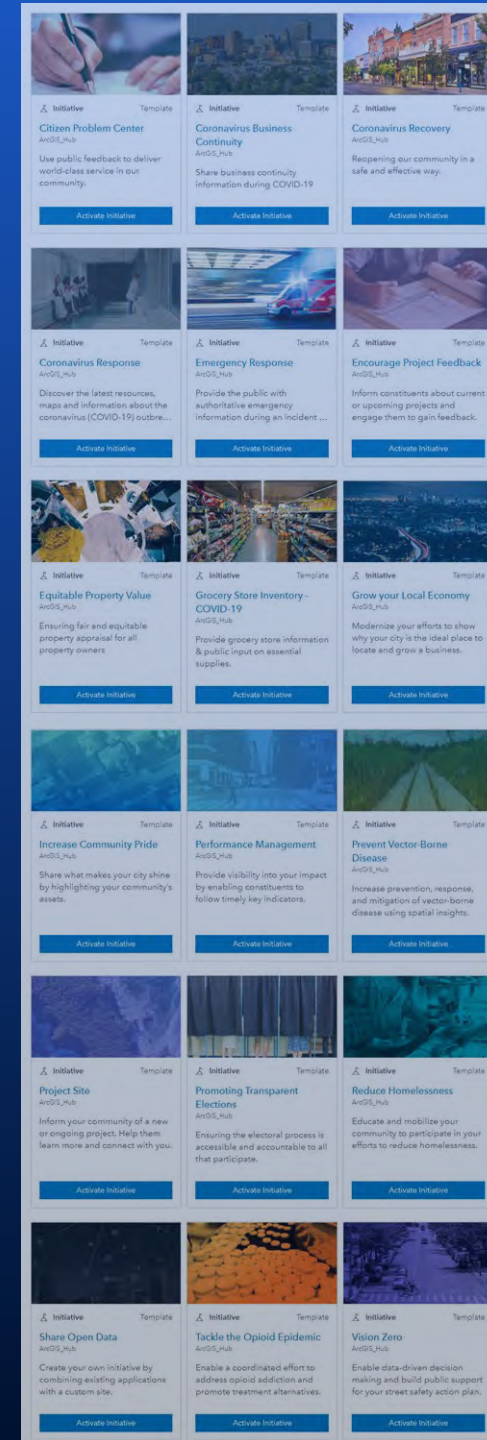 Initiative Template
Citizen Problem Center
ArcGIS_Hub
Use public feedback to deliver
world-class service in our
community.
Activate Initiative
Initiative Template
Coronavirus Business
Continuity
ArcGIS_Hub
Share business continuity
information during COVID-19
Activate Initiative
Initiative Template
Coronavirus Recovery
ArcGIS_Hub
Reopening our community in a
safe and effective way.
Activate Initiative
Initiative Template
Coronavirus Response
ArcGIS_Hub
Discover the latest resources,
maps and information about the
coronavirus (COVID-19) outbre...
Activate Initiative
Initiative Template
Emergency Response
ArcGIS_Hub
Provide the public with
authoritative emergency
information during an incident ...
Activate Initiative
Initiative Template
Encourage Project Feedback
ArcGIS_Hub
Inform constituents about current
or upcoming projects and
engage them to gain feedback.
Activate Initiative
Initiative Template
Equitable Property Value
ArcGIS_Hub
Ensuring fair and equitable
property appraisal for all
property owners
Activate Initiative
Initiative Template
Grocery Store Inventory -
COVID-19
ArcGIS_Hub
Provide grocery store information
& public input on essential
supplies.
Activate Initiative
Initiative Template
Grow your Local Economy
ArcGIS_Hub
Modernize your efforts to show
why your city is the ideal place to
locate and grow a business.
Activate Initiative
Initiative Template
Increase Community Pride
ArcGIS_Hub
Share what makes your city shine
by highlighting your community's
assets.
Activate Initiative
Initiative Template
Performance Management
ArcGIS_Hub
Provide visibility into your impact
by enabling constituents to
follow timely key indicators.
Activate Initiative
Initiative Template
Prevent Vector-Borne
Disease
ArcGIS_Hub
Increase prevention, response,
and mitigation of vector-borne
disease using spatial insights.
Activate Initiative
Initiative Template
Project Site
ArcGIS_Hub
Inform your community of a new
or ongoing project. Help them
learn more and connect with you.
Activate Initiative
Initiative Template
Promoting Transparent
Elections
ArcGIS_Hub
Ensuring the electoral process is
accessible and accountable to all
that participate.
Activate Initiative
Initiative Template
Reduce Homelessness
ArcGIS_Hub
Educate and mobilize your
community to participate in your
efforts to reduce homelessness.
Activate Initiative
Initiative Template
Share Open Data
ArcGIS_Hub
Create your own initiative by
combining existing applications
with a custom site.
Activate Initiative
Initiative Template
Tackle the Opioid Epidemic
ArcGIS_Hub
Enable a coordinated effort to
address opioid addiction and
promote treatment alternatives.
Activate Initiative
Initiative Template
Vision Zero
ArcGIS_Hub
Enable data-driven decision
making and build public support
for your street safety action plan.
Activate Initiative